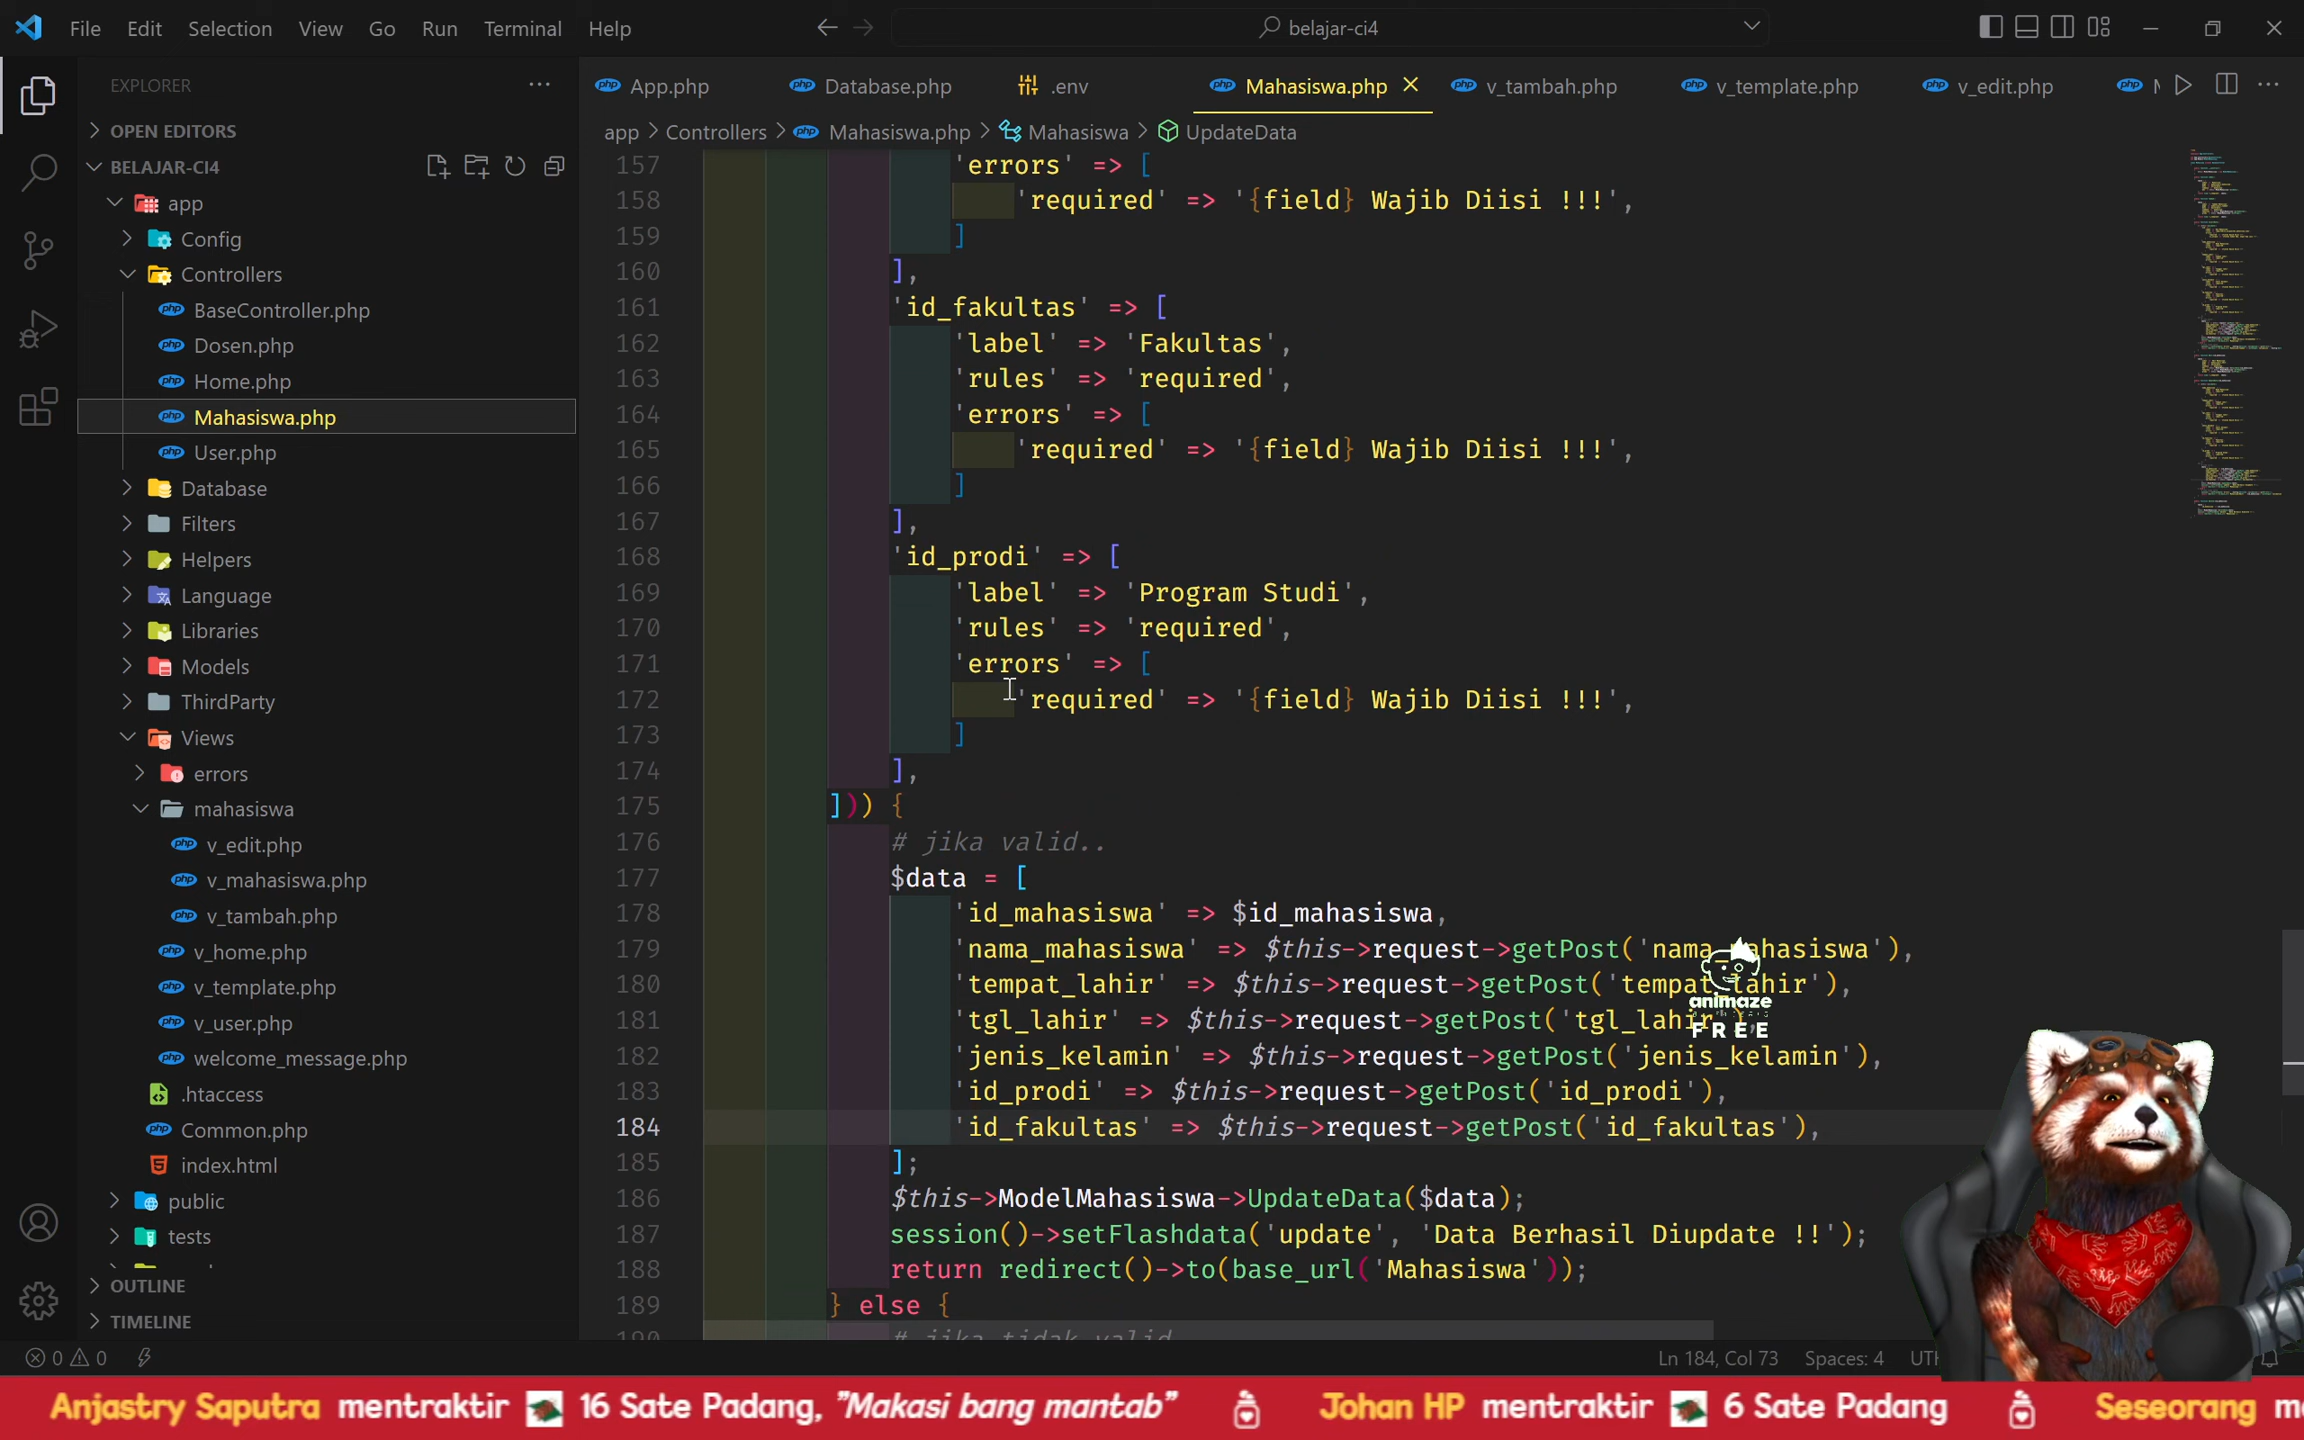 File Edit Selection View Go Run Terminal Help
belajar-ci4
EXPLORER
OPEN EDITORS
BELAJAR-CI4
app
Config
Controllers
BaseController.php
Dosen.php
Home.php
Mahasiswa.php
User.php
Database
Filters
Helpers
Language
Libraries
Models
ThirdParty
Views
errors
mahasiswa
v_edit.php
v_mahasiswa.php
v_tambah.php
v_home.php
v_template.php
v_user.php
welcome_message.php
.htaccess
Common.php
index.html
public
tests
OUTLINE
TIMELINE
App.php Database.php .env Mahasiswa.php v_tambah.php v_template.php v_edit.php
app > Controllers > Mahasiswa.php > Mahasiswa > UpdateData
157 'errors' => [
158 'required' => '{field} Wajib Diisi !!!',
159 ]
160 ],
161 'id_fakultas' => [
162 'label' => 'Fakultas',
163 'rules' => 'required',
164 'errors' => [
165 'required' => '{field} Wajib Diisi !!!',
166 ]
167 ],
168 'id_prodi' => [
169 'label' => 'Program Studi',
170 'rules' => 'required',
171 'errors' => [
172 'required' => '{field} Wajib Diisi !!!',
173 ]
174 ],
175 ])) {
176 # jika valid..
177 $data = [
178 'id_mahasiswa' => $id_mahasiswa,
179 'nama_mahasiswa' => $this->request->getPost('nama_mahasiswa'),
180 'tempat_lahir' => $this->request->getPost('tempat_lahir'),
181 'tgl_lahir' => $this->request->getPost('tgl_lahir'),
182 'jenis_kelamin' => $this->request->getPost('jenis_kelamin'),
183 'id_prodi' => $this->request->getPost('id_prodi'),
184 'id_fakultas' => $this->request->getPost('id_fakultas'),
185 ];
186 $this->ModelMahasiswa->UpdateData($data);
187 session()->setFlashdata('update', 'Data Berhasil Diupdate !!');
188 return redirect()->to(base_url('Mahasiswa'));
189 } else {
190 # jika tidak valid
animaze
FREE
0 0
Ln 184, Col 73 Spaces: 4
Anjastry Saputra mentraktir 16 Sate Padang, "Makasi bang mantab" Johan HP mentraktir 6 Sate Padang Seseorang